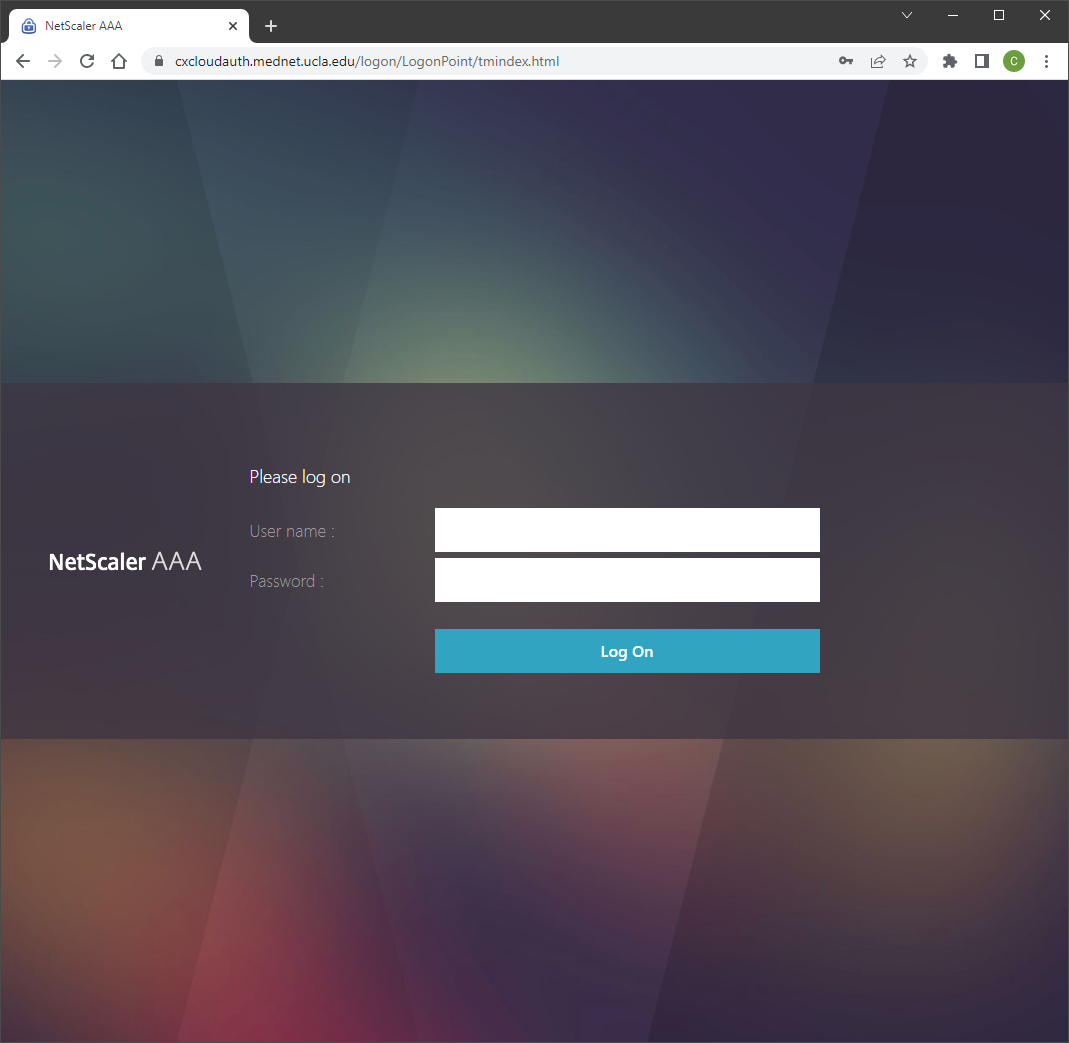 NetScaler AAA
cxcloudauth.mednet.ucla.edu/logon/LogonPoint/tmindex.html
C
Please log on
User name :
NetScaler AAA
Password :
Log On